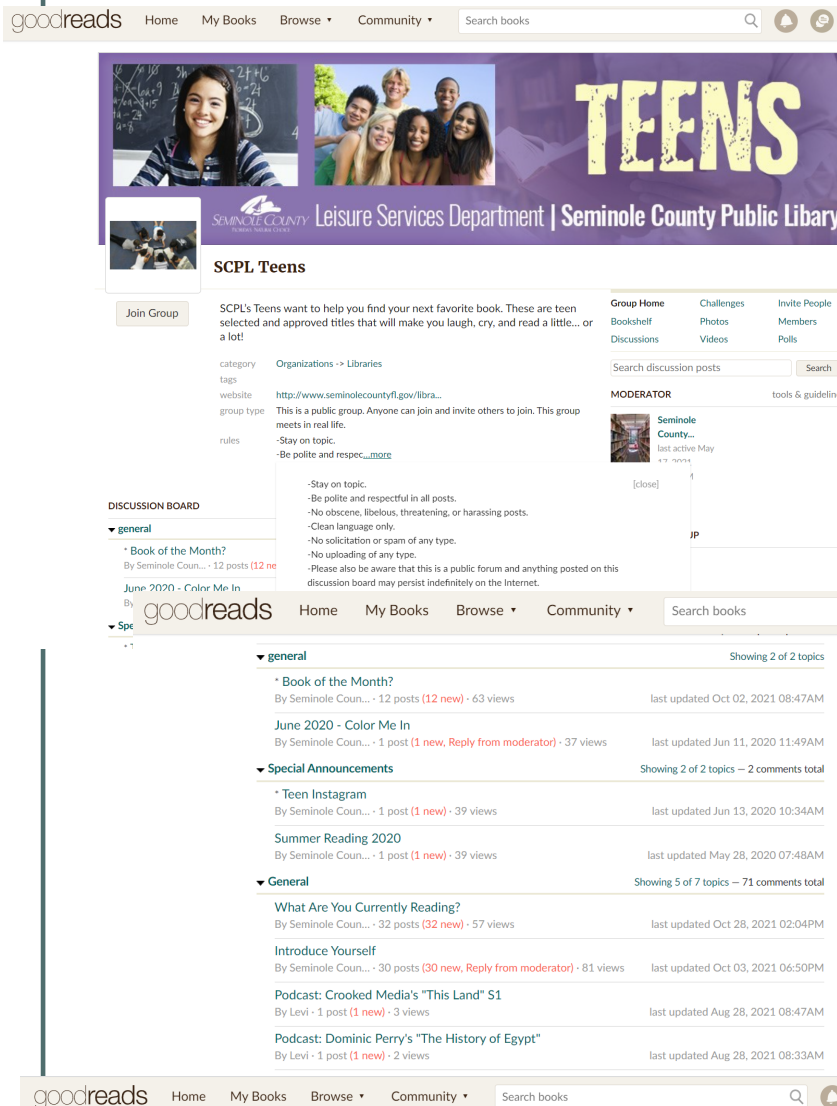 goodreads Home My Books Browse ▾ Community ▾ Search books
TEENS
SEMINOLE COUNTY Leisure Services Department | Seminole County Public Libary
FLORIDA'S NATURAL CHOICE
SCPL Teens
Join Group
SCPL's Teens want to help you find your next favorite book. These are teen
selected and approved titles that will make you laugh, cry, and read a little... or
a lot!
category Organizations -> Libraries
tags
website http://www.seminolecountyfl.gov/libra...
group type This is a public group. Anyone can join and invite others to join. This group
meets in real life.
rules -Stay on topic.
-Be polite and respec...more
Group Home Challenges Invite People
Bookshelf Photos Members
Discussions Videos Polls
Search discussion posts Search
MODERATOR tools & guidelin
Seminole
County...
last active May
17, 2021
-Stay on topic. [close]
-Be polite and respectful in all posts.
-No obscene, libelous, threatening, or harassing posts.
-Clean language only.
-No solicitation or spam of any type.
-No uploading of any type.
-Please also be aware that this is a public forum and anything posted on this
discussion board may persist indefinitely on the Internet.
UP
DISCUSSION BOARD
▾ general
* Book of the Month?
By Seminole Coun... · 12 posts (12 ne
June 2020 - Color Me In
By
▾ Spe
goodreads Home My Books Browse ▾ Community ▾ Search books
▾ general Showing 2 of 2 topics
* Book of the Month?
By Seminole Coun... · 12 posts (12 new) · 63 views last updated Oct 02, 2021 08:47AM
June 2020 - Color Me In
By Seminole Coun... · 1 post (1 new, Reply from moderator) · 37 views last updated Jun 11, 2020 11:49AM
▾ Special Announcements Showing 2 of 2 topics — 2 comments total
* Teen Instagram
By Seminole Coun... · 1 post (1 new) · 39 views last updated Jun 13, 2020 10:34AM
Summer Reading 2020
By Seminole Coun... · 1 post (1 new) · 39 views last updated May 28, 2020 07:48AM
▾ General Showing 5 of 7 topics — 71 comments total
What Are You Currently Reading?
By Seminole Coun... · 32 posts (32 new) · 57 views last updated Oct 28, 2021 02:04PM
Introduce Yourself
By Seminole Coun... · 30 posts (30 new, Reply from moderator) · 81 views last updated Oct 03, 2021 06:50PM
Podcast: Crooked Media's "This Land" S1
By Levi · 1 post (1 new) · 3 views last updated Aug 28, 2021 08:47AM
Podcast: Dominic Perry's "The History of Egypt"
By Levi · 1 post (1 new) · 2 views last updated Aug 28, 2021 08:33AM
goodreads Home My Books Browse ▾ Community ▾ Search books